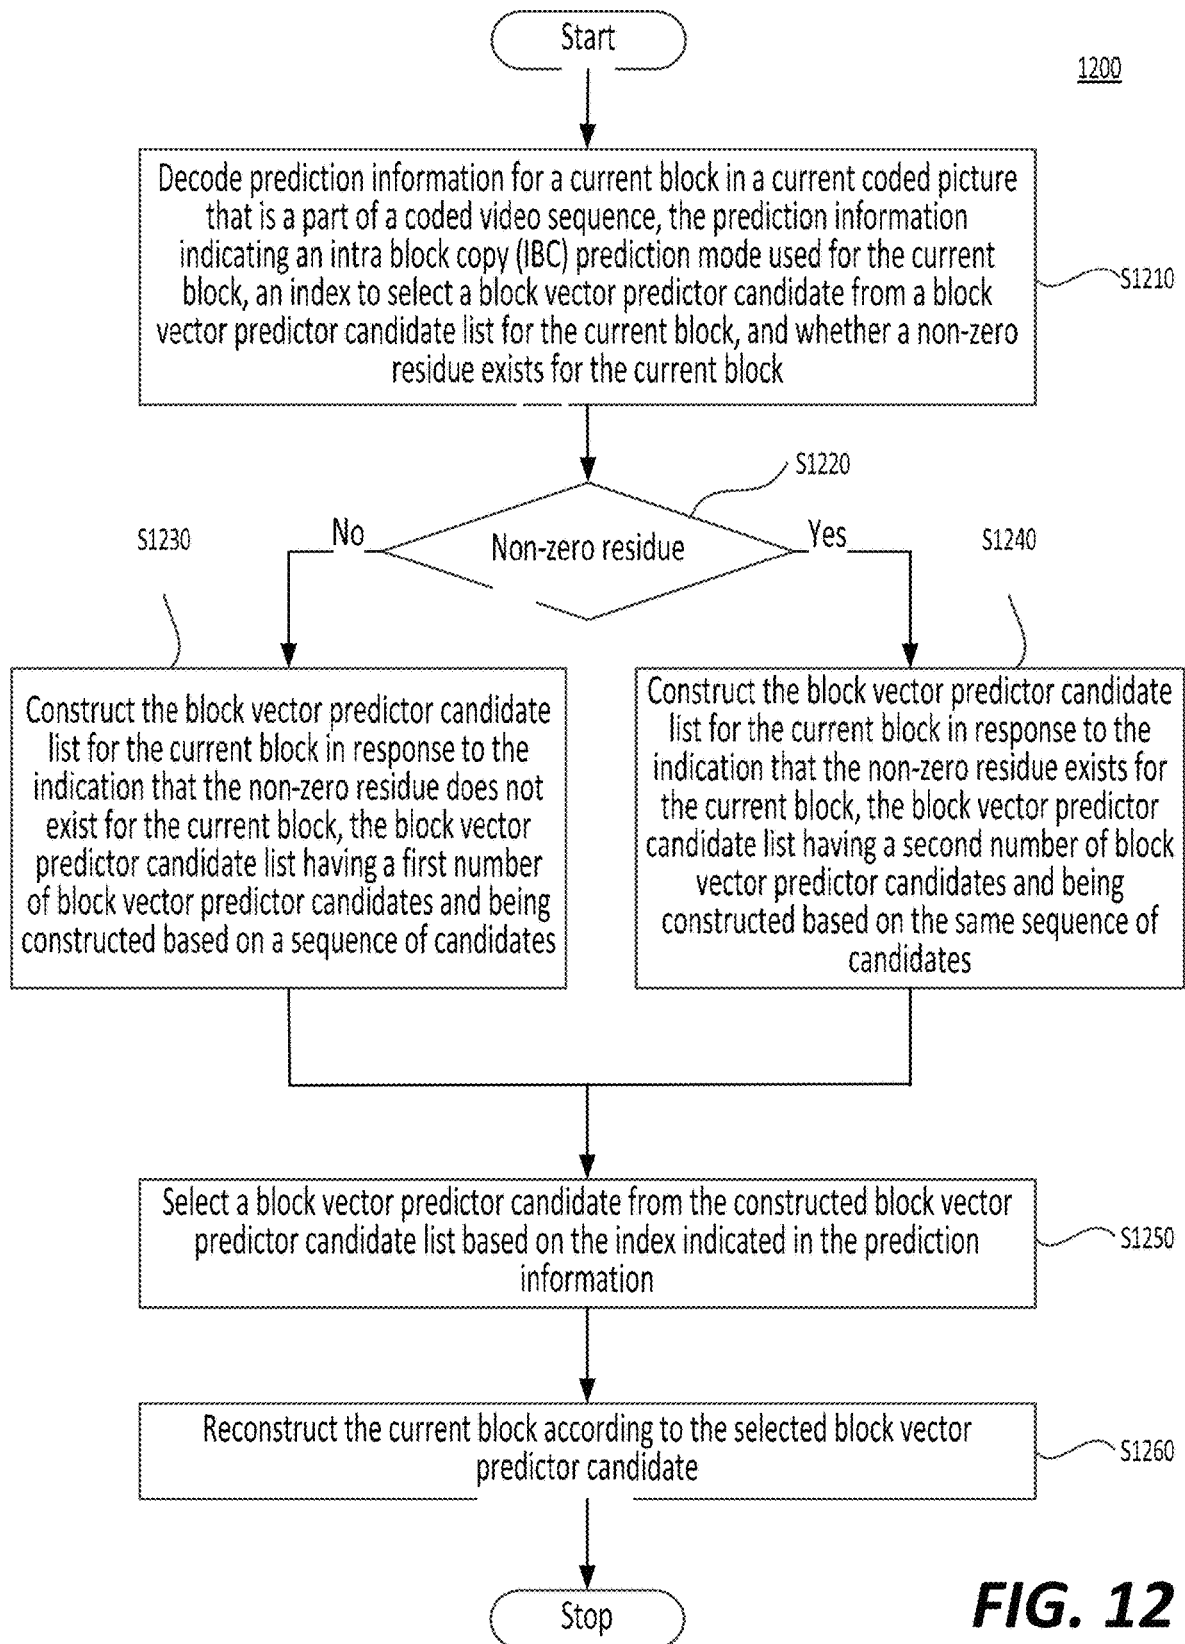 Start
1200
Decode prediction information for a current block in a current coded picture
that is a part of a coded video sequence, the prediction information
indicating an intra block copy (IBC) prediction mode used for the current
block, an index to select a block vector predictor candidate from a block
vector predictor candidate list for the current block, and whether a non-zero
residue exists for the current block
S1210
S1220
Non-zero residue
No
Yes
S1230
S1240
Construct the block vector predictor candidate
list for the current block in response to the
indication that the non-zero residue does not
exist for the current block, the block vector
predictor candidate list having a first number
of block vector predictor candidates and being
constructed based on a sequence of candidates
Construct the block vector predictor candidate
list for the current block in response to the
indication that the non-zero residue exists for
the current block, the block vector predictor
candidate list having a second number of block
vector predictor candidates and being
constructed based on the same sequence of
candidates
Select a block vector predictor candidate from the constructed block vector
predictor candidate list based on the index indicated in the prediction
information
S1250
Reconstruct the current block according to the selected block vector
predictor candidate
S1260
Stop
FIG. 12